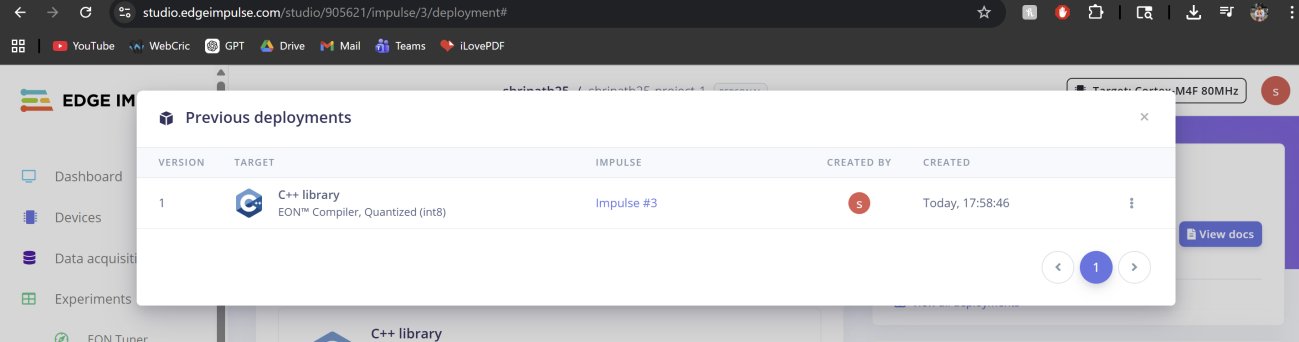 studio.edgeimpulse.com/studio/905621/impulse/3/deployment#
YouTube WebCric GPT Drive Mail Teams iLovePDF
EDGE IM
Target: Cortex-M4F 80MHz
s
Previous deployments
VERSION TARGET IMPULSE CREATED BY CREATED
1 C++ library Impulse #3 s Today, 17:58:46
EON™ Compiler, Quantized (int8)
1
Dashboard
Devices
Data acquisiti
Experiments
EON Tuner
View docs
C++ library